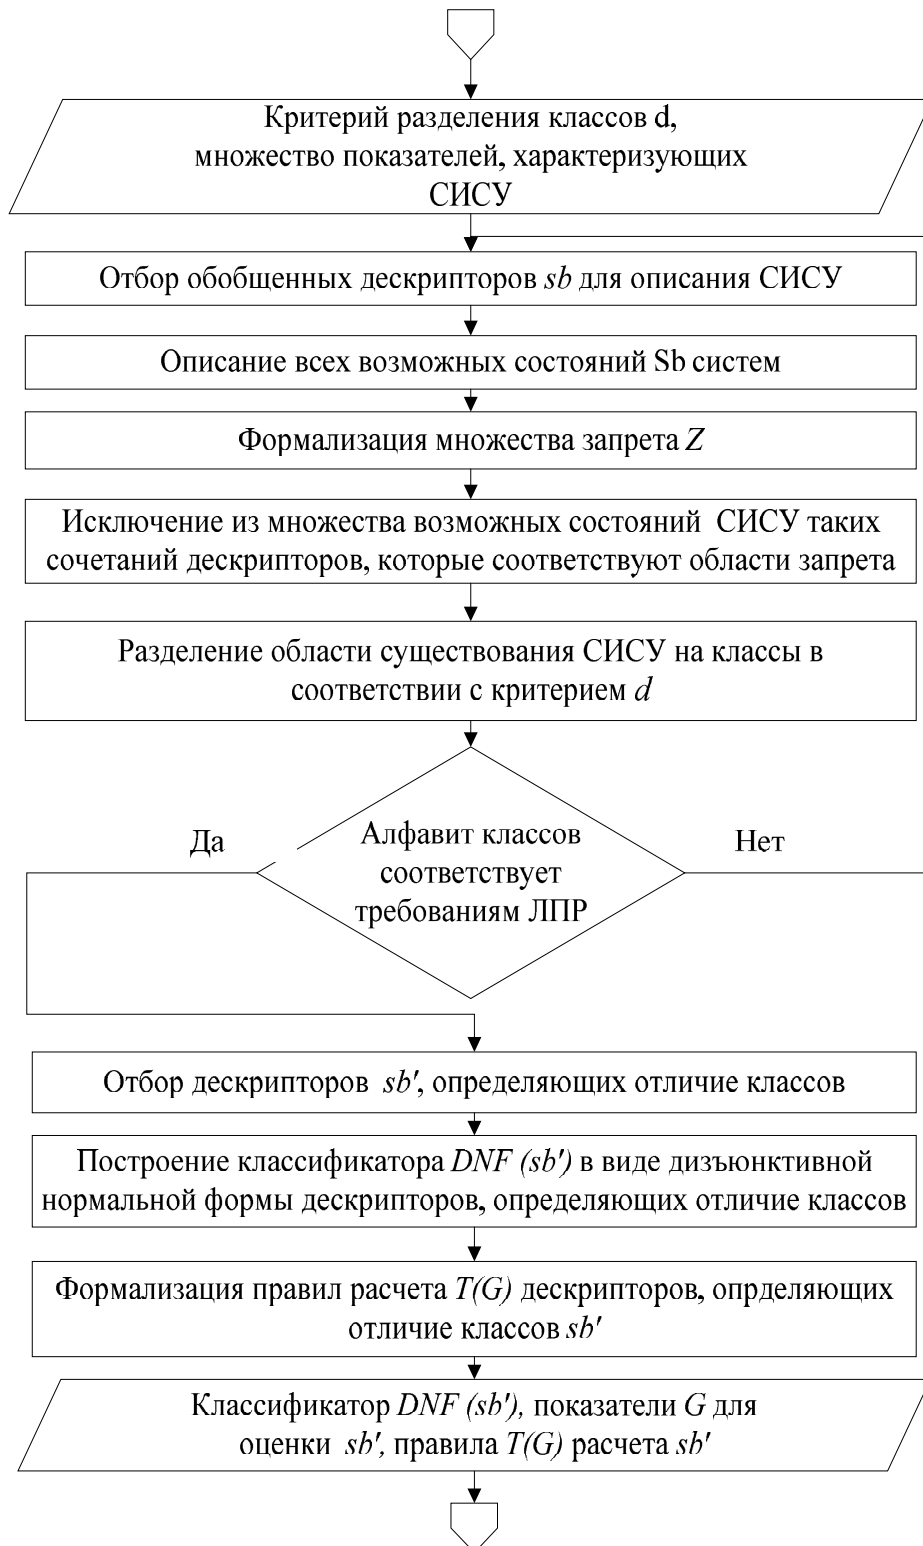 Критерий разделения классов d,
множество показателей, характеризующих
СИСУ
Отбор обобщенных дескрипторов sb для описания СИСУ
Описание всех возможных состояний Sb систем
Формализация множества запрета Z
Исключение из множества возможных состояний СИСУ таких
сочетаний дескрипторов, которые соответствуют области запрета
Разделение области существования СИСУ на классы в
соответствии с критерием d
Да
Нет
Алфавит классов
соответствует
требованиям ЛПР
Отбор дескрипторов sb', определяющих отличие классов
Построение классификатора DNF (sb') в виде дизъюнктивной
нормальной формы дескрипторов, определяющих отличие классов
Формализация правил расчета T(G) дескрипторов, опрделяющих
отличие классов sb'
Классификатор DNF (sb'), показатели G для
оценки sb', правила T(G) расчета sb'